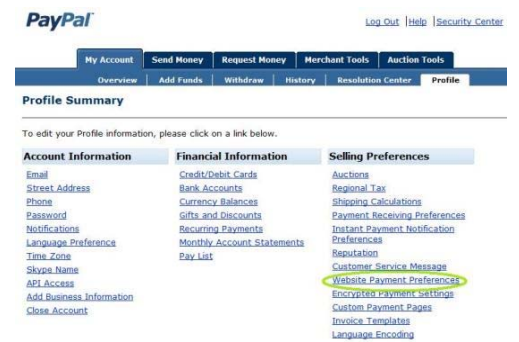 PayPal
Log Out | Help | Security Center
My Account Send Money Request Money Merchant Tools Auction Tools
Overview | Add Funds | Withdraw | History | Resolution Center Profile
Profile Summary
To edit your Profile information, please click on a link below.
Account Information
Email
Street Address
Phone
Password
Notifications
Language Preference
Time Zone
Skype Name
API Access
Add Business Information
Close Account
Financial Information
Credit/Debit Cards
Bank Accounts
Currency Balances
Gifts and Discounts
Recurring Payments
Monthly Account Statements
Pay List
Selling Preferences
Auctions
Regional Tax
Shipping Calculations
Payment Receiving Preferences
Instant Payment Notification
Preferences
Reputation
Customer Service Message
Website Payment Preferences
Encrypted Payment Settings
Custom Payment Pages
Invoice Templates
Language Encoding